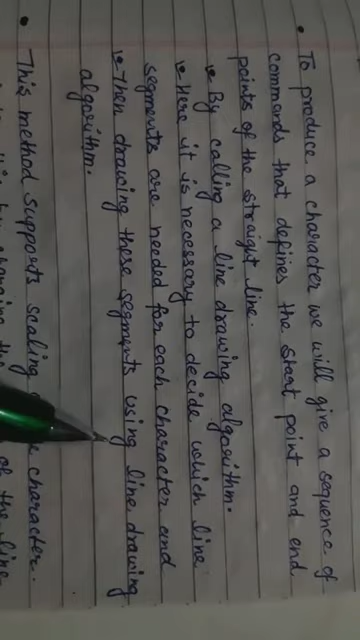 • To produce a character we will give a sequence of
commands that defines the start point and end
points of the straight line.
• By calling a line drawing algorithm.
• Here it is necessary to decide which line
segments are needed for each character and
• Then drawing these segments using line drawing
algorithm.
• This method supports scaling character.